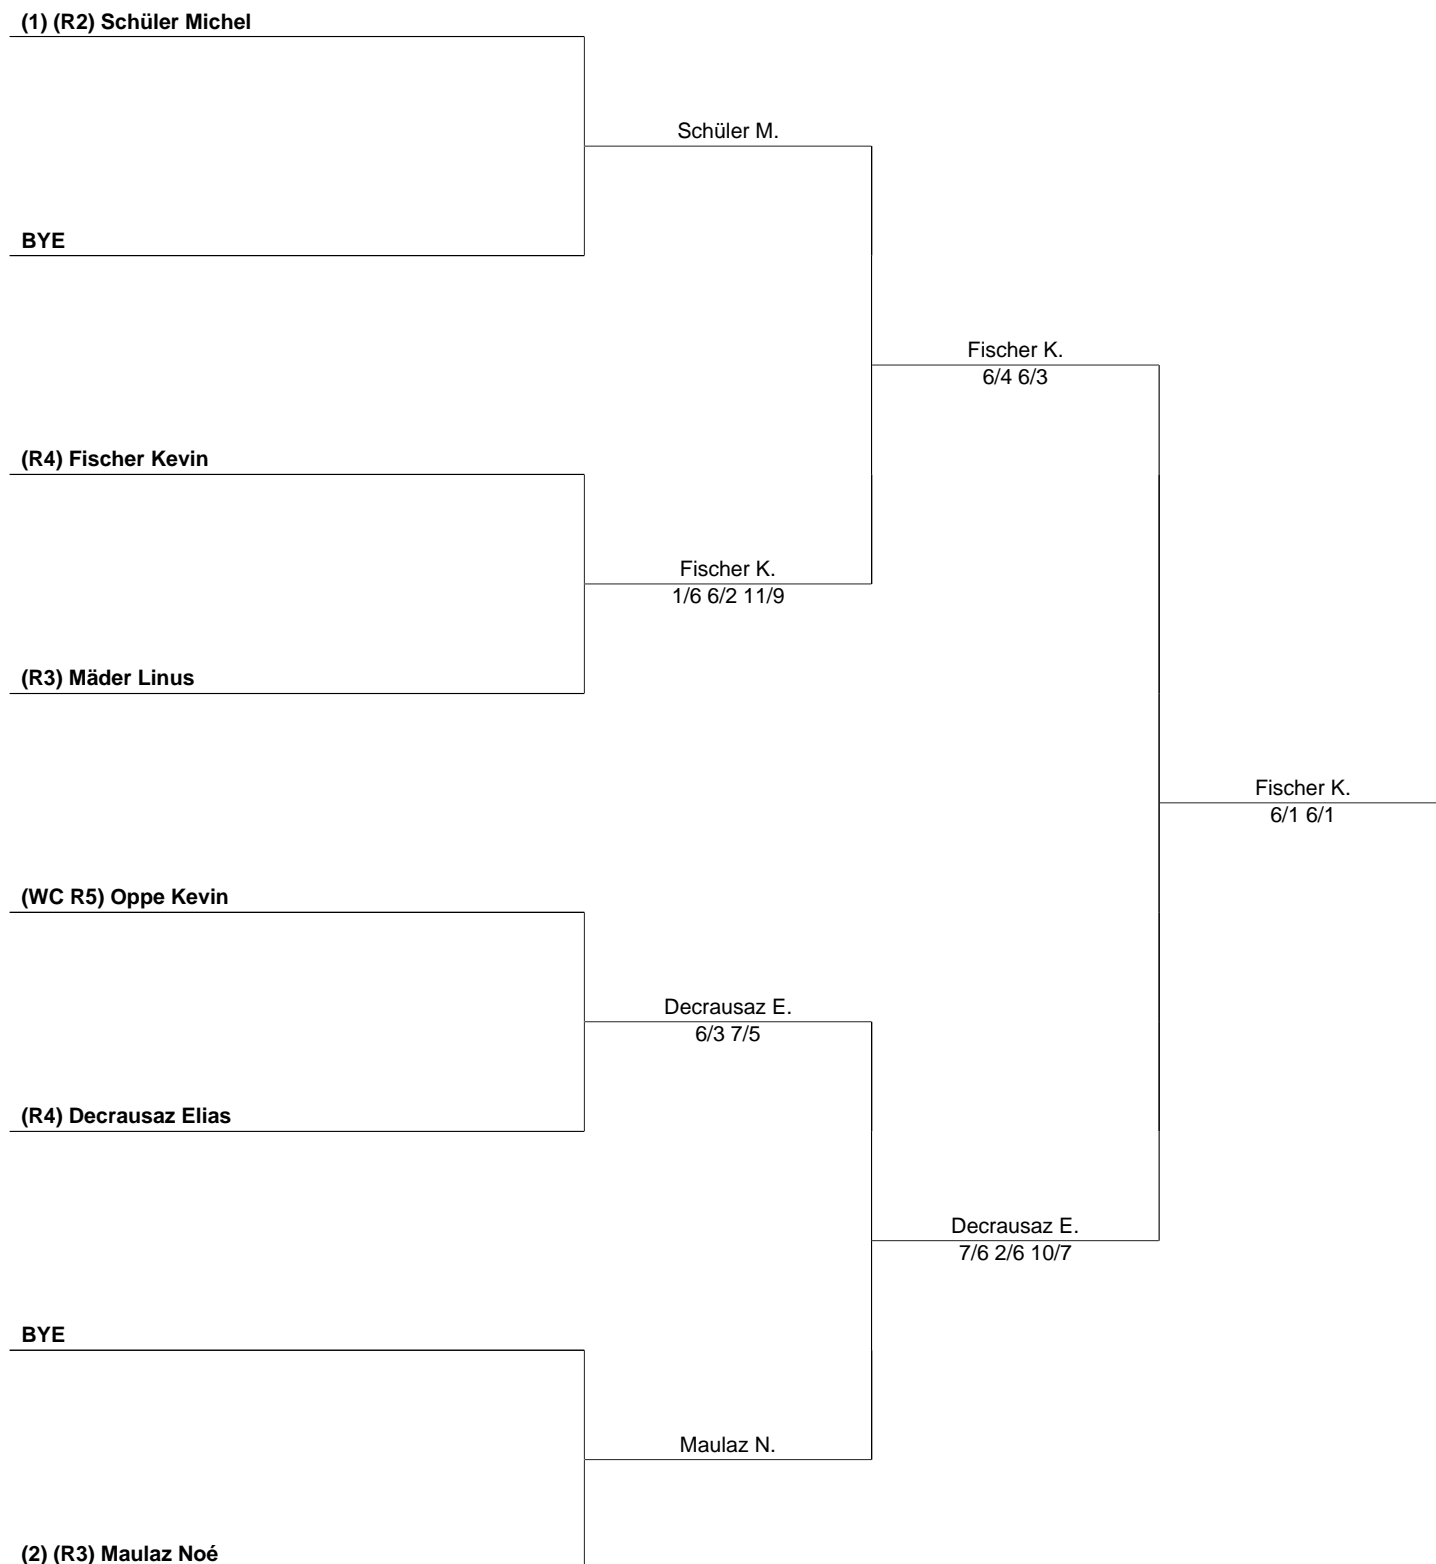 (1) (R2) Schüler Michel
Schüler M.
BYE
Fischer K.
6/4 6/3
(R4) Fischer Kevin
Fischer K.
1/6 6/2 11/9
(R3) Mäder Linus
Fischer K.
6/1 6/1
(WC R5) Oppe Kevin
Decrausaz E.
6/3 7/5
(R4) Decrausaz Elias
Decrausaz E.
7/6 2/6 10/7
BYE
Maulaz N.
(2) (R3) Maulaz Noé